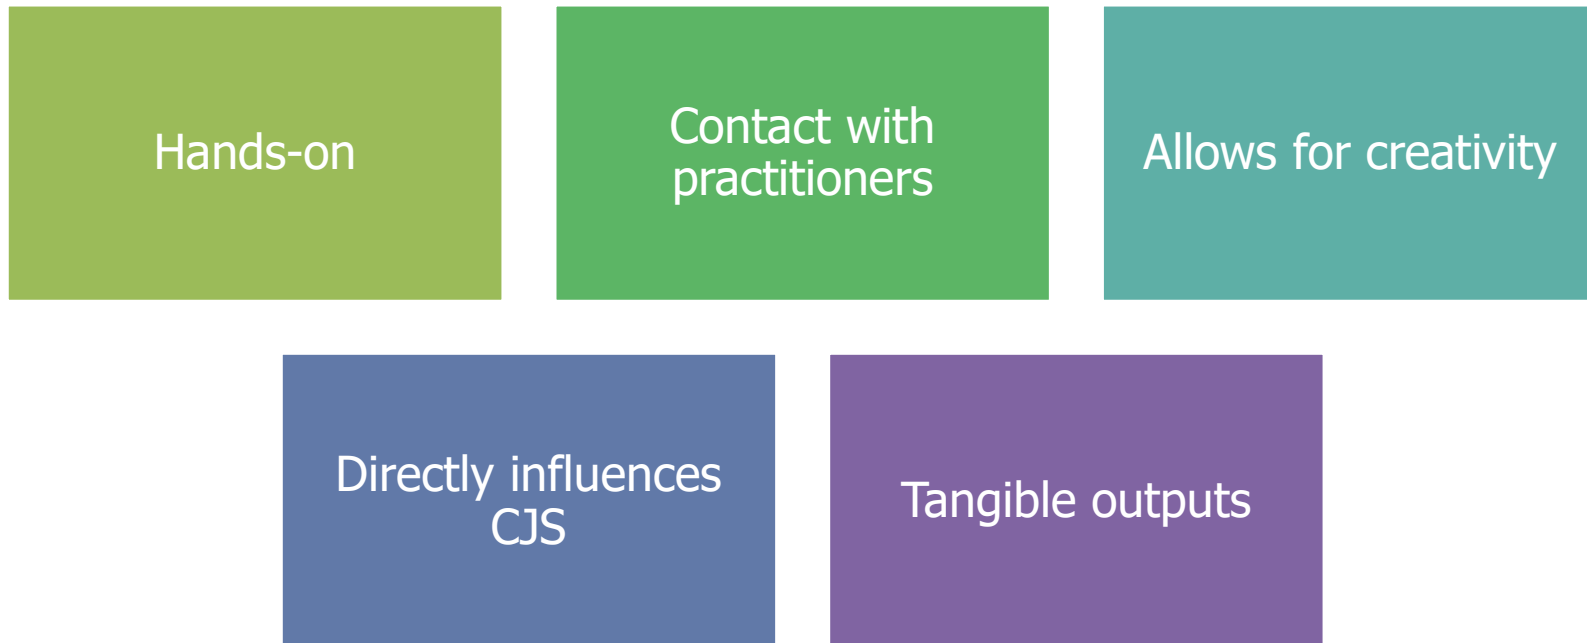 Hands-on
Contact with
practitioners
Allows for creativity
Directly influences
CJS
Tangible outputs